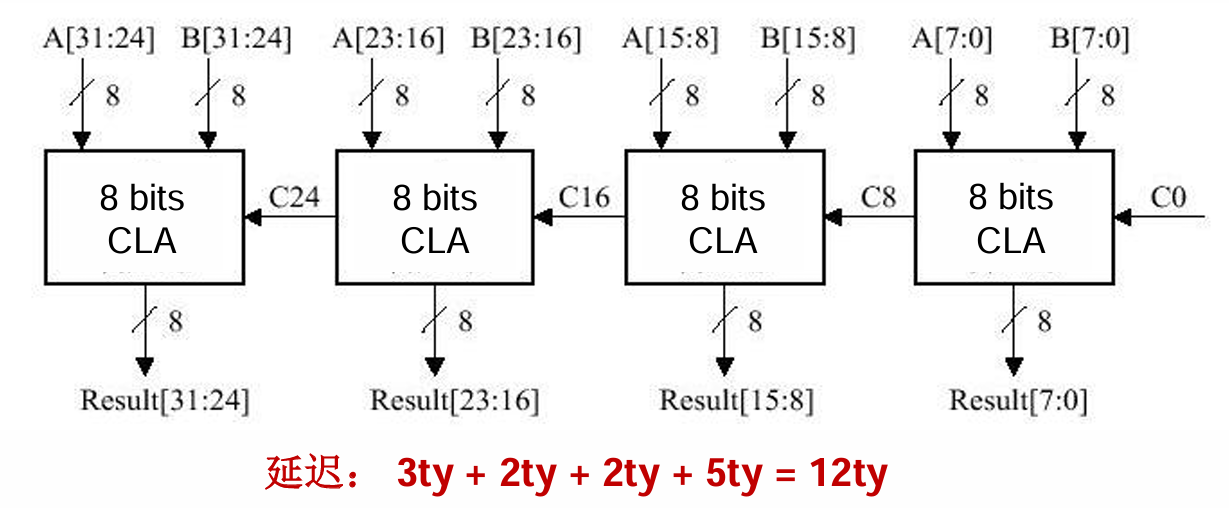 A[31:24] B[31:24] A[23:16] B[23:16] A[15:8] B[15:8] A[7:0] B[7:0]
8 8 8 8 8 8 8 8
8 bits CLA C24 8 bits CLA C16 8 bits CLA C8 8 bits CLA C0
8 8 8 8
Result[31:24] Result[23:16] Result[15:8] Result[7:0]
延迟： 3ty + 2ty + 2ty + 5ty = 12ty